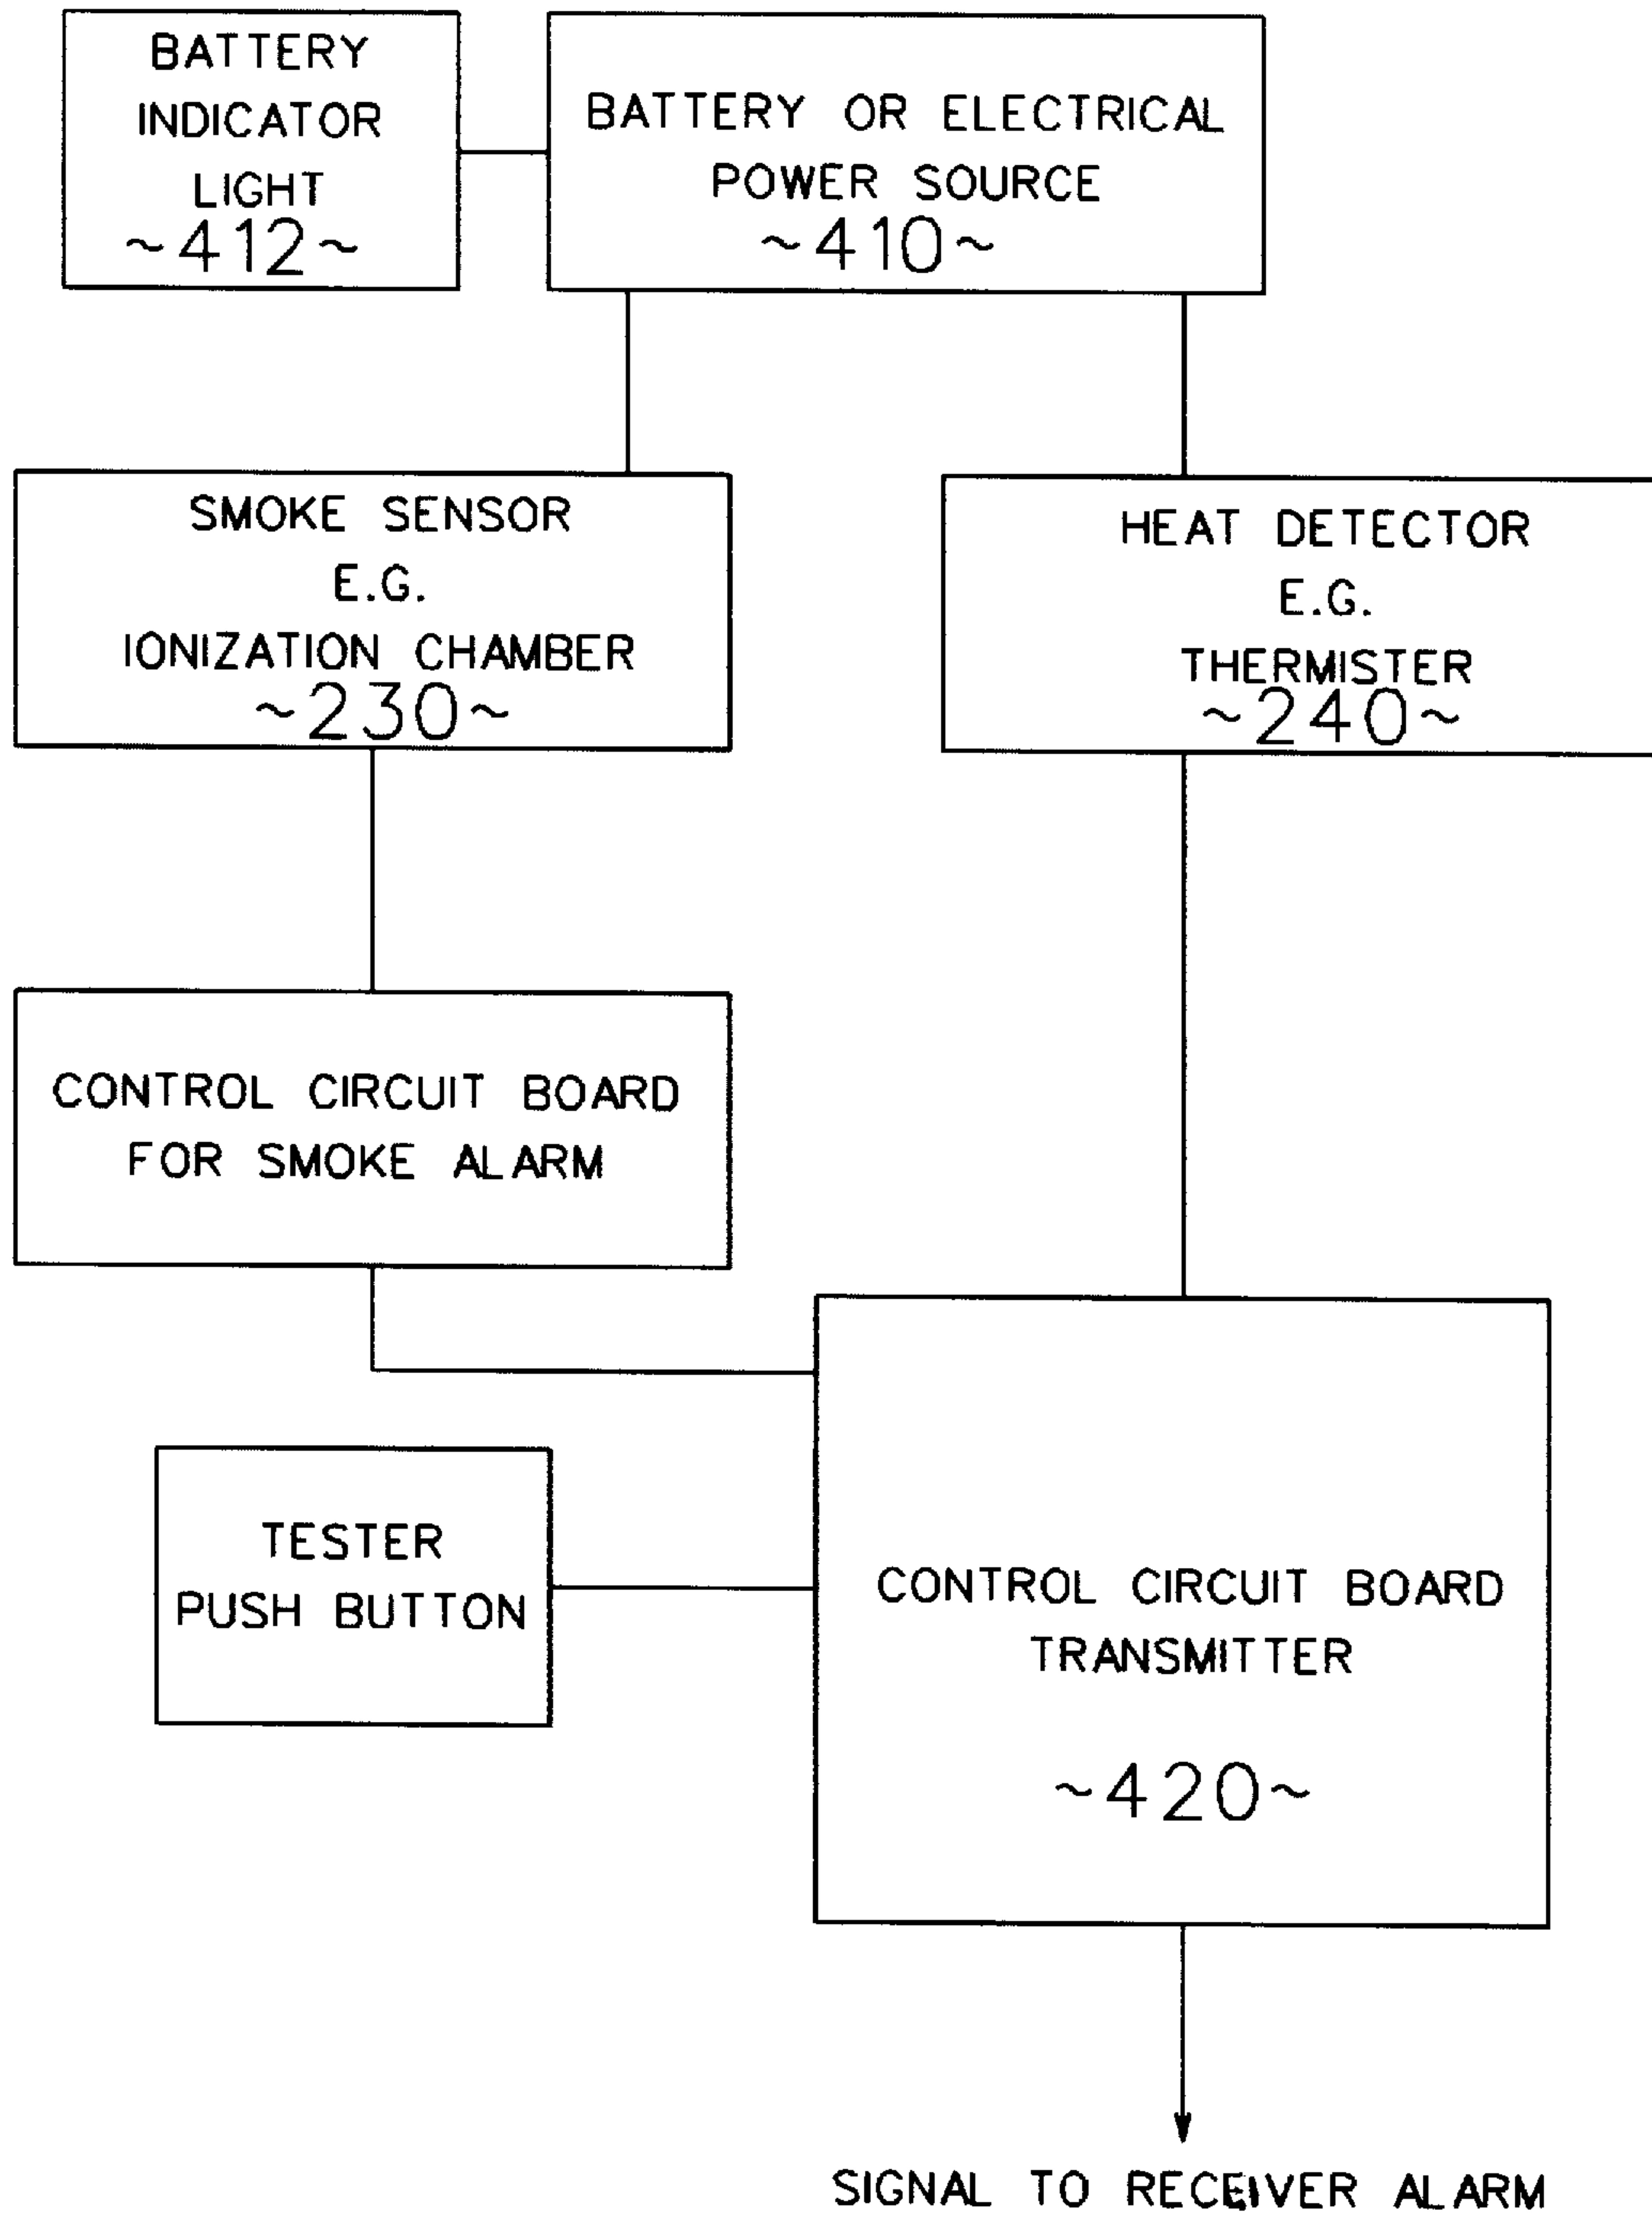 BATTERY
INDICATOR
LIGHT
~412~
BATTERY OR ELECTRICAL
POWER SOURCE
~410~
SMOKE SENSOR
E.G.
IONIZATION CHAMBER
~230~
HEAT DETECTOR
E.G.
THERMISTER
~240~
CONTROL CIRCUIT BOARD
FOR SMOKE ALARM
TESTER
PUSH BUTTON
CONTROL CIRCUIT BOARD
TRANSMITTER
~420~
SIGNAL TO RECEIVER ALARM